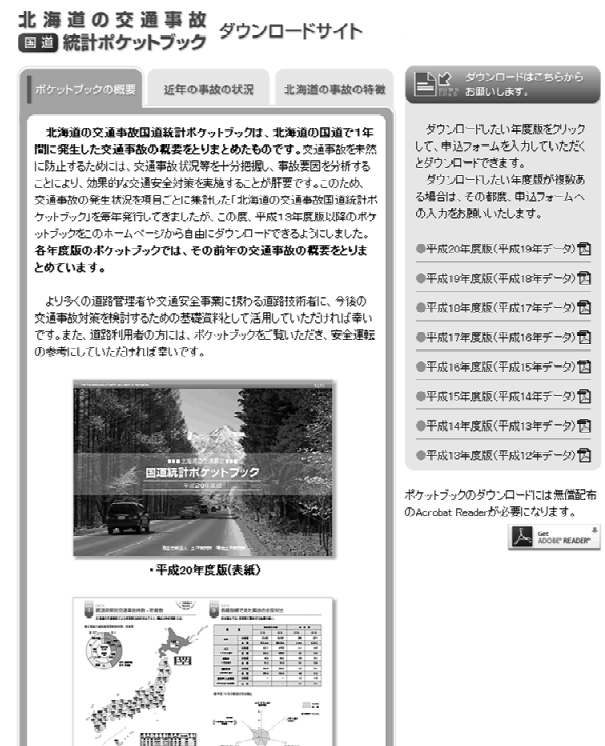 北海道の交通事故
国道 統計ポケットブック ダウンロードサイト
ポケットブックの概要
近年の事故の状況
北海道の事故の特徴
北海道の交通事故国道統計ポケットブックは、北海道の国道で1年
間に発生した交通事故の概要をとりまとめたものです。交通事故を未然
に防止するためには、交通事故状況等を十分把握し、事故要因を分析する
ことにより、効果的な交通安全対策を実施することが肝要です。このため、
交通事故の発生状況を項目ごとに集計した「北海道の交通事故国道統計ポ
ケットブック」を毎年発行してきましたが、この度、平成13年度版以降のポケ
ットブックをこのホームページから自由にダウンロードできるようにしました。
各年度版のポケットブックでは、その前年の交通事故の概要をとりま
とめています。
より多くの道路管理者や交通安全事業に携わる道路技術者に、今後の
交通事故対策を検討するための基礎資料として活用していただければ幸い
です。また、道路利用者の方には、ポケットブックをご覧いただき、安全運転
の参考にしていただければ幸いです。
北海道の交通事故
国道統計ポケットブック
平成20年度版
・平成20年度版(表紙)
ダウンロードはこちらから
お願いします。
ダウンロードしたい年度版をクリック
して、申込フォームを入力していただく
とダウンロードできます。
ダウンロードしたい年度版が複数あ
る場合は、その都度、申込フォームへ
の入力をお願いいたします。
●平成20年度版(平成19年データ)
●平成19年度版(平成18年データ)
●平成18年度版(平成17年データ)
●平成17年度版(平成16年データ)
●平成16年度版(平成15年データ)
●平成15年度版(平成14年データ)
●平成14年度版(平成13年データ)
●平成13年度版(平成12年データ)
ポケットブックのダウンロードには無償配布
のAcrobat Readerが必要になります。
Get
ADOBE® READER®